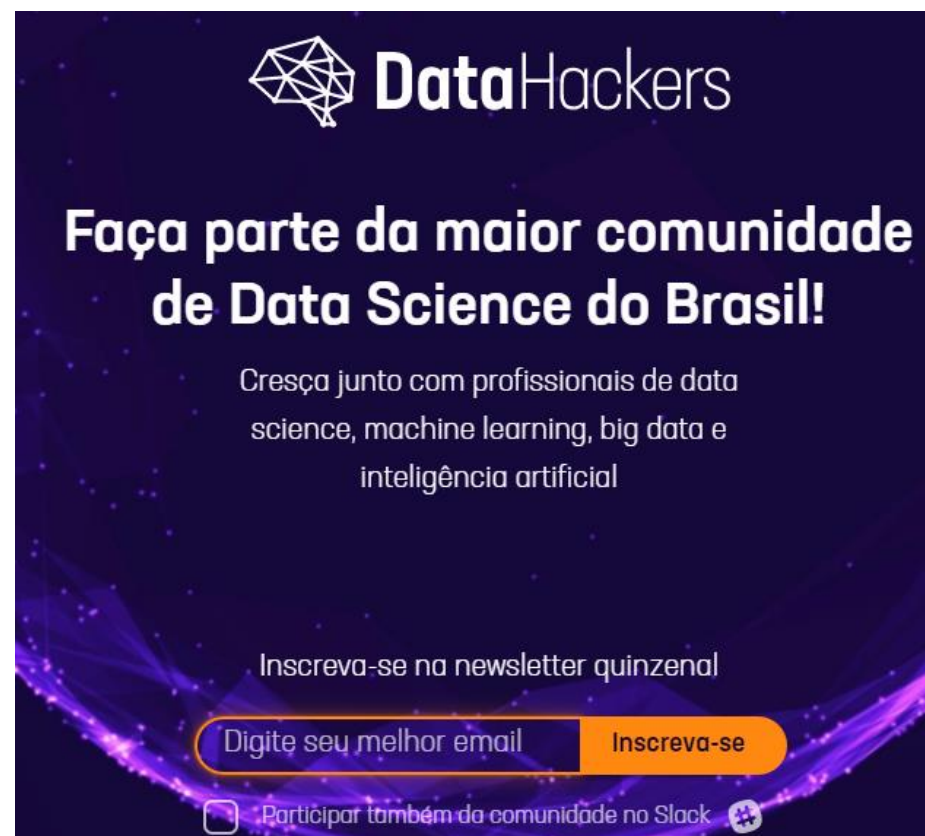 DataHackers
Faça parte da maior comunidade
de Data Science do Brasil!
Cresça junto com profissionais de data
science, machine learning, big data e
inteligência artificial
Inscreva-se na newsletter quinzenal
Digite seu melhor email
Inscreva-se
Participar também da comunidade no Slack